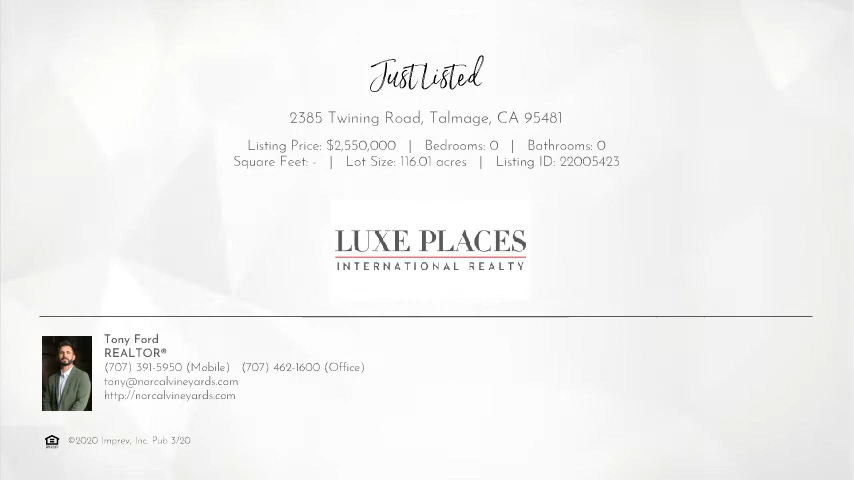 Just Listed
2385 Twining Road, Talmage, CA 95481
Listing Price: $2,550,000 | Bedrooms: 0 | Bathrooms: 0
Square Feet: - | Lot Size: 116.01 acres | Listing ID: 22005423
LUXE PLACES
INTERNATIONAL REALTY
Tony Ford
REALTOR®
(707) 391-5950 (Mobile) (707) 462-1600 (Office)
tony@norcalvineyards.com
http://norcalvineyards.com
©2020 Imprev, Inc. Pub 3/20